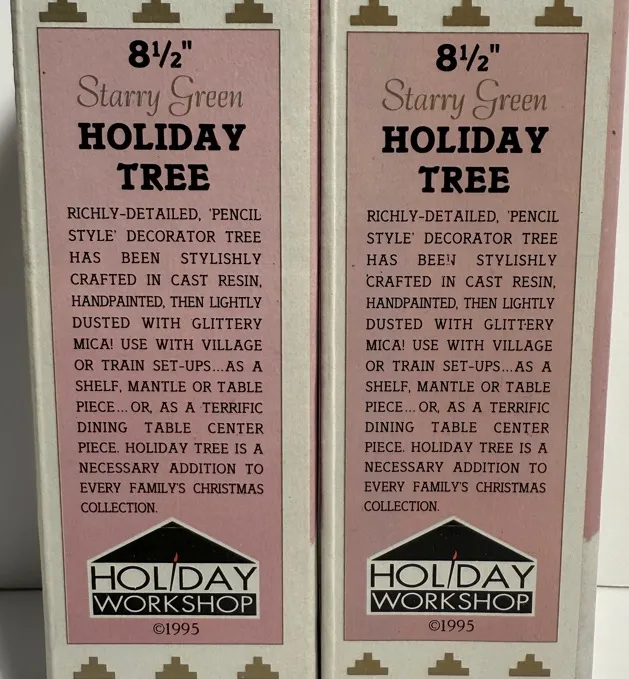 8½"
Starry Green
HOLIDAY
TREE
RICHLY-DETAILED, 'PENCIL
STYLE' DECORATOR TREE
HAS BEEN STYLISHLY
CRAFTED IN CAST RESIN,
HANDPAINTED, THEN LIGHTLY
DUSTED WITH GLITTERY
MICA! USE WITH VILLAGE
OR TRAIN SET-UPS...AS A
SHELF, MANTLE OR TABLE
PIECE...OR, AS A TERRIFIC
DINING TABLE CENTER
PIECE. HOLIDAY TREE IS A
NECESSARY ADDITION TO
EVERY FAMILY'S CHRISTMAS
COLLECTION.
HOLIDAY
WORKSHOP
©1995
8½"
Starry Green
HOLIDAY
TREE
RICHLY-DETAILED, 'PENCIL
STYLE' DECORATOR TREE
HAS BEEN STYLISHLY
CRAFTED IN CAST RESIN,
HANDPAINTED, THEN LIGHTLY
DUSTED WITH GLITTERY
MICA! USE WITH VILLAGE
OR TRAIN SET-UPS...AS A
SHELF, MANTLE OR TABLE
PIECE...OR, AS A TERRIFIC
DINING TABLE CENTER
PIECE. HOLIDAY TREE IS A
NECESSARY ADDITION TO
EVERY FAMILY'S CHRISTMAS
COLLECTION.
HOLIDAY
WORKSHOP
©1995